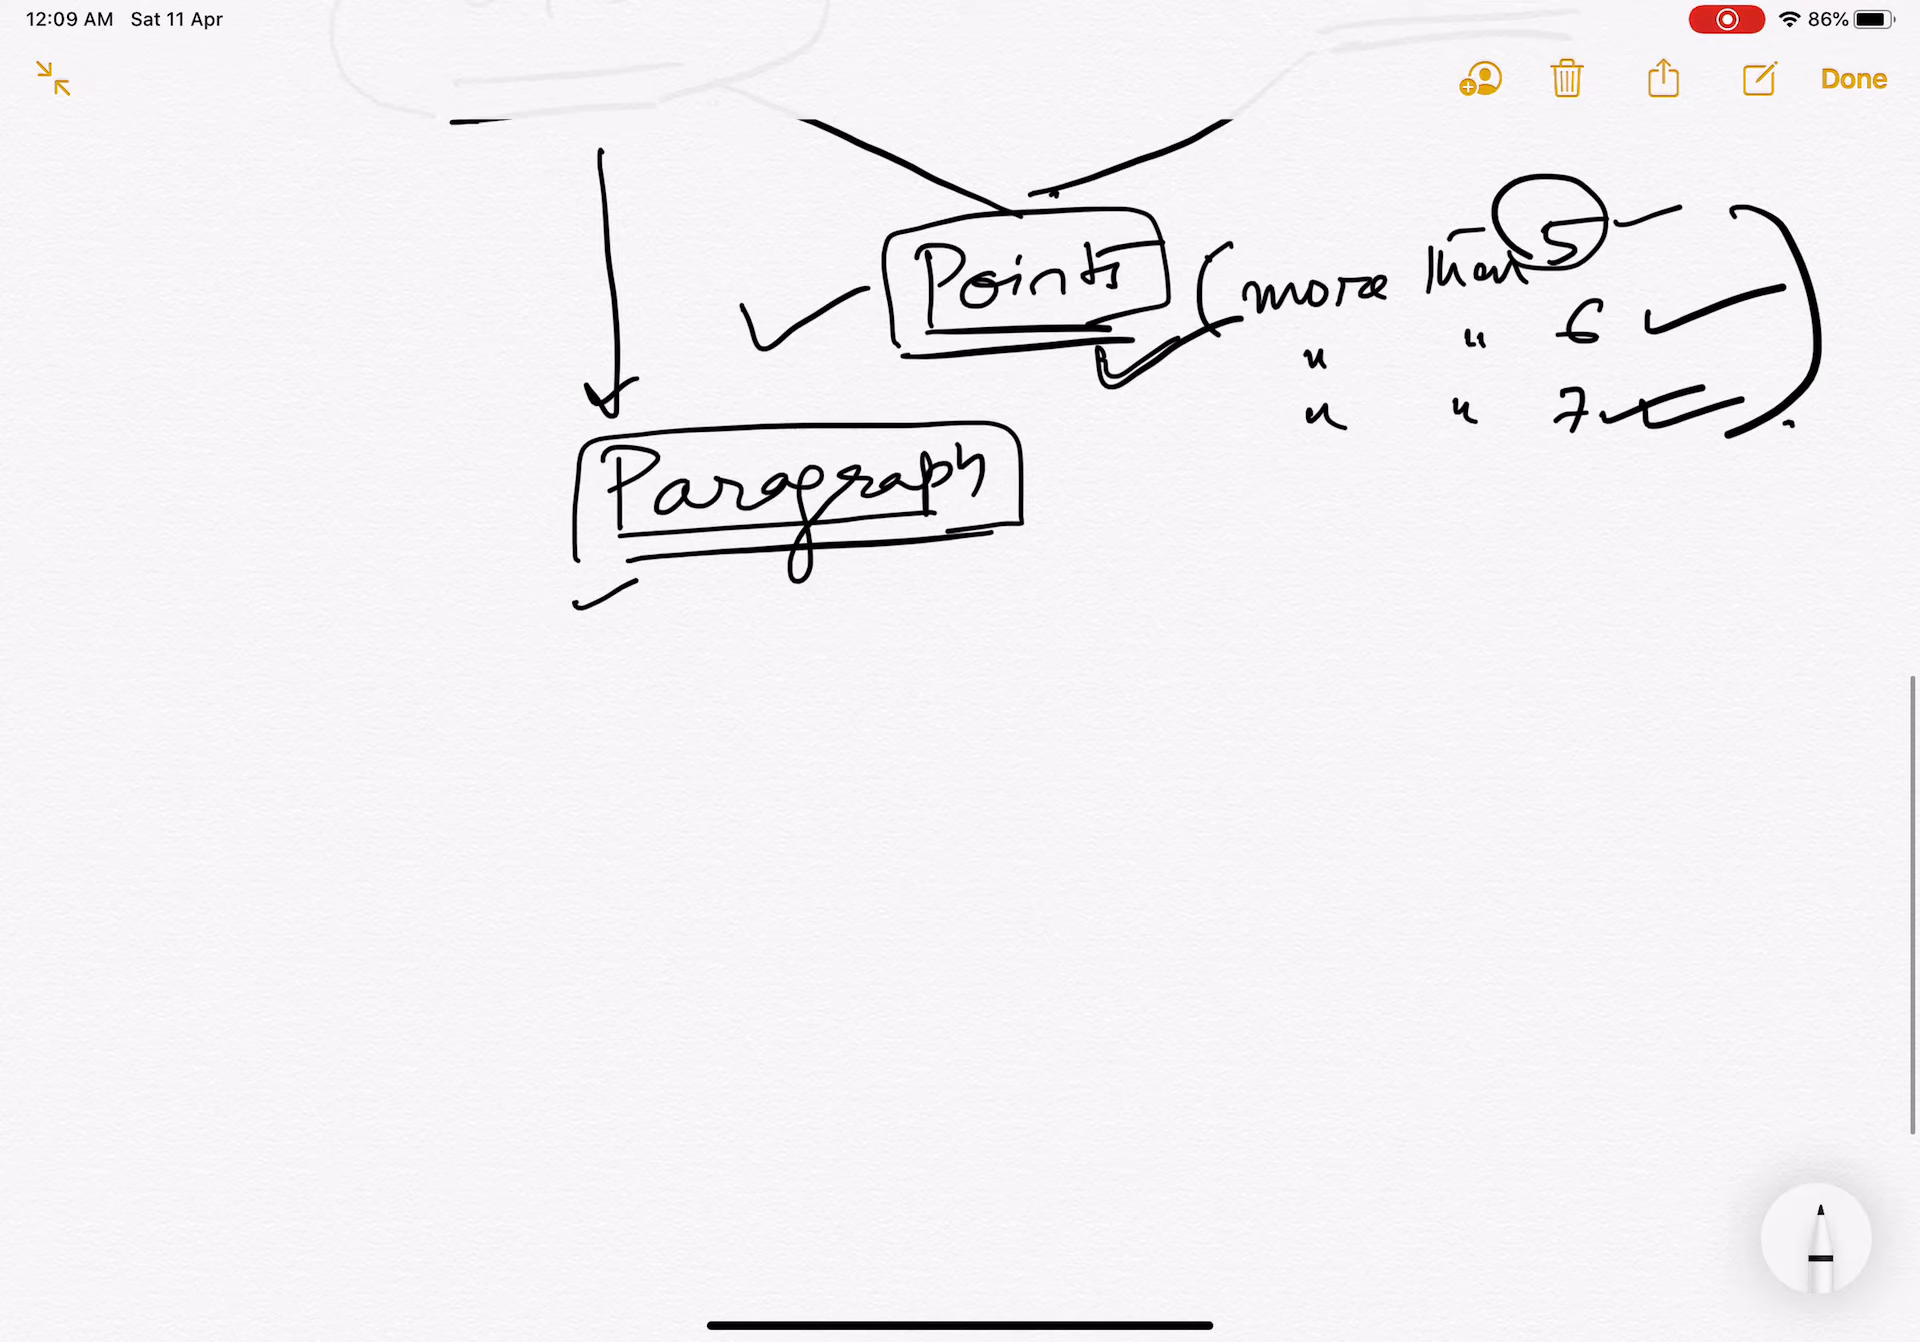 12:09 AM Sat 11 Apr
86%
Done
Points (more than 5)
" " 6
" " 7
Paragraph